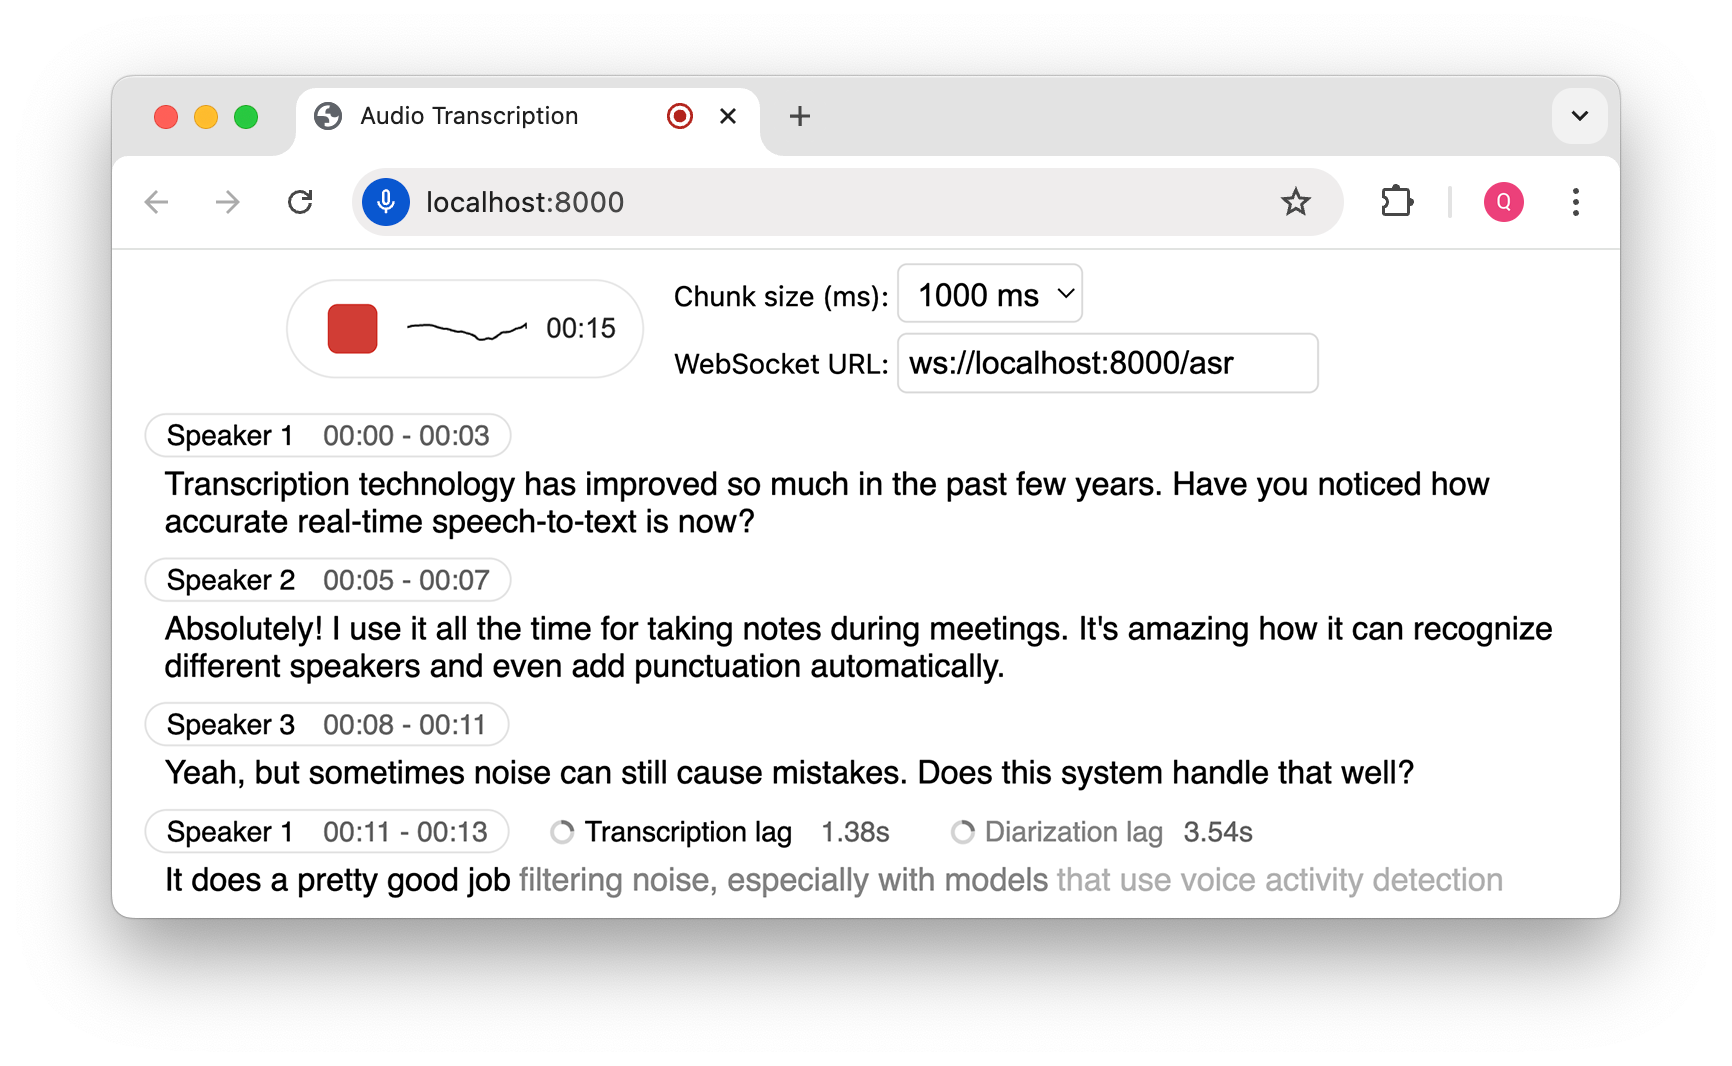 Audio Transcription
localhost:8000
Q
00:15
Chunk size (ms): 1000 ms
WebSocket URL: ws://localhost:8000/asr
Speaker 1 00:00 - 00:03
Transcription technology has improved so much in the past few years. Have you noticed how
accurate real-time speech-to-text is now?
Speaker 2 00:05 - 00:07
Absolutely! I use it all the time for taking notes during meetings. It's amazing how it can recognize
different speakers and even add punctuation automatically.
Speaker 3 00:08 - 00:11
Yeah, but sometimes noise can still cause mistakes. Does this system handle that well?
Speaker 1 00:11 - 00:13 Transcription lag 1.38s Diarization lag 3.54s
It does a pretty good job filtering noise, especially with models that use voice activity detection